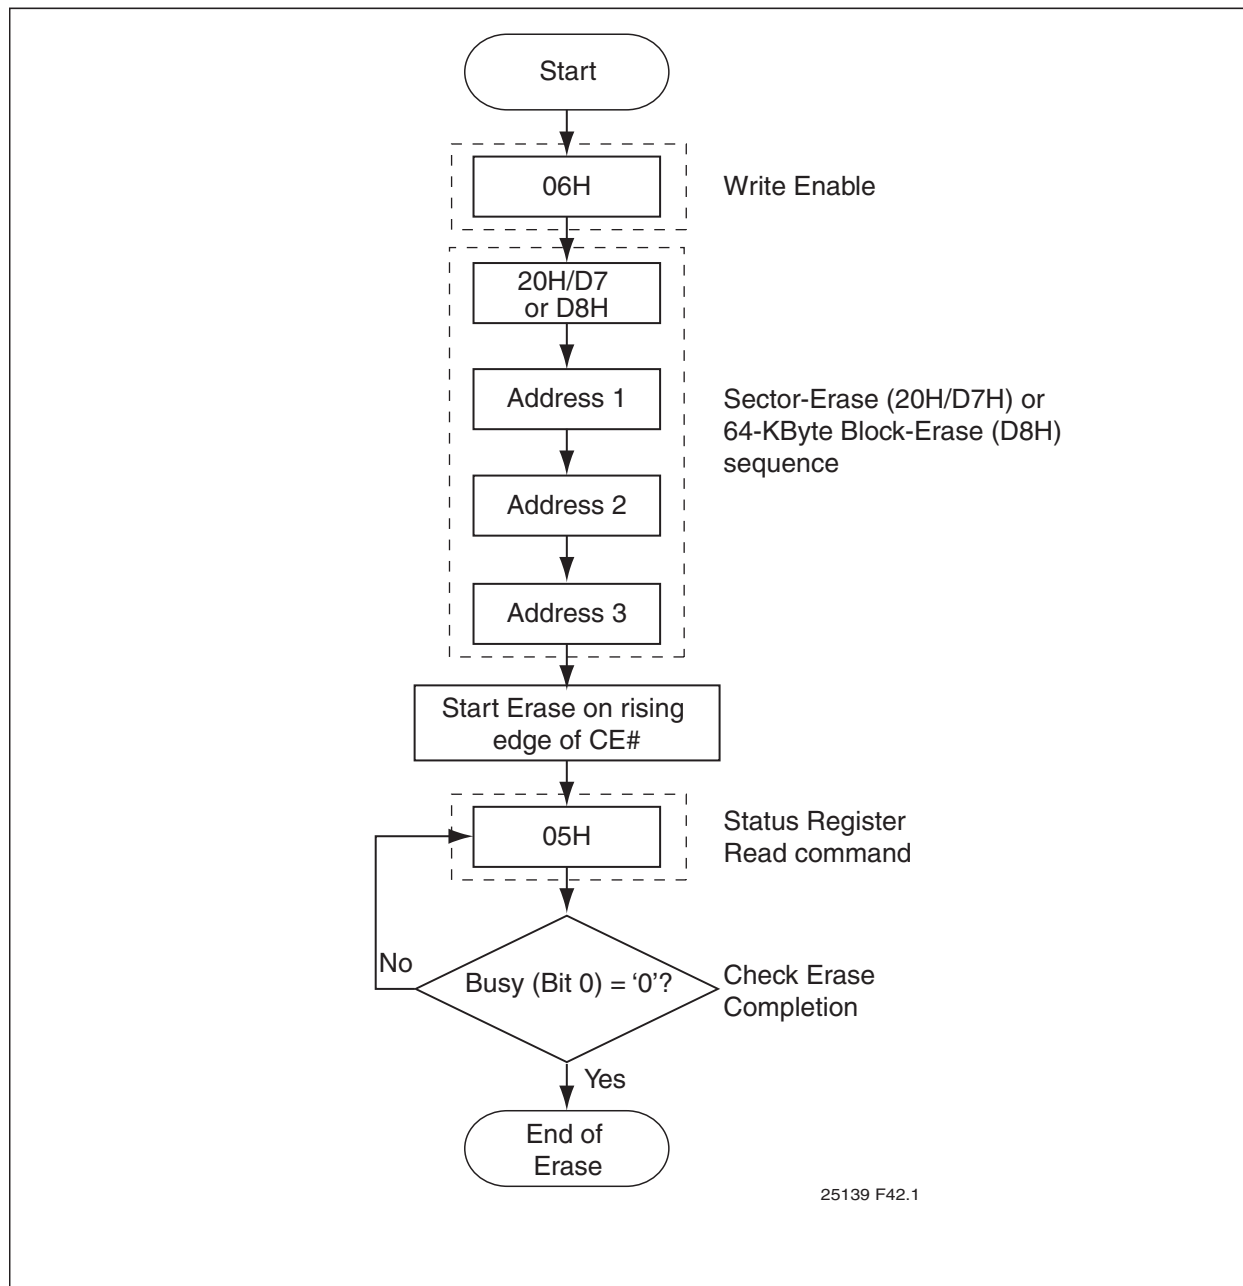 Start
06H
Write Enable
20H/D7
or D8H
Address 1
Sector-Erase (20H/D7H) or
64-KByte Block-Erase (D8H)
sequence
Address 2
Address 3
Start Erase on rising
edge of CE#
05H
Status Register
Read command
No
Busy (Bit 0) = ‘0’?
Check Erase
Completion
Yes
End of
Erase
25139 F42.1